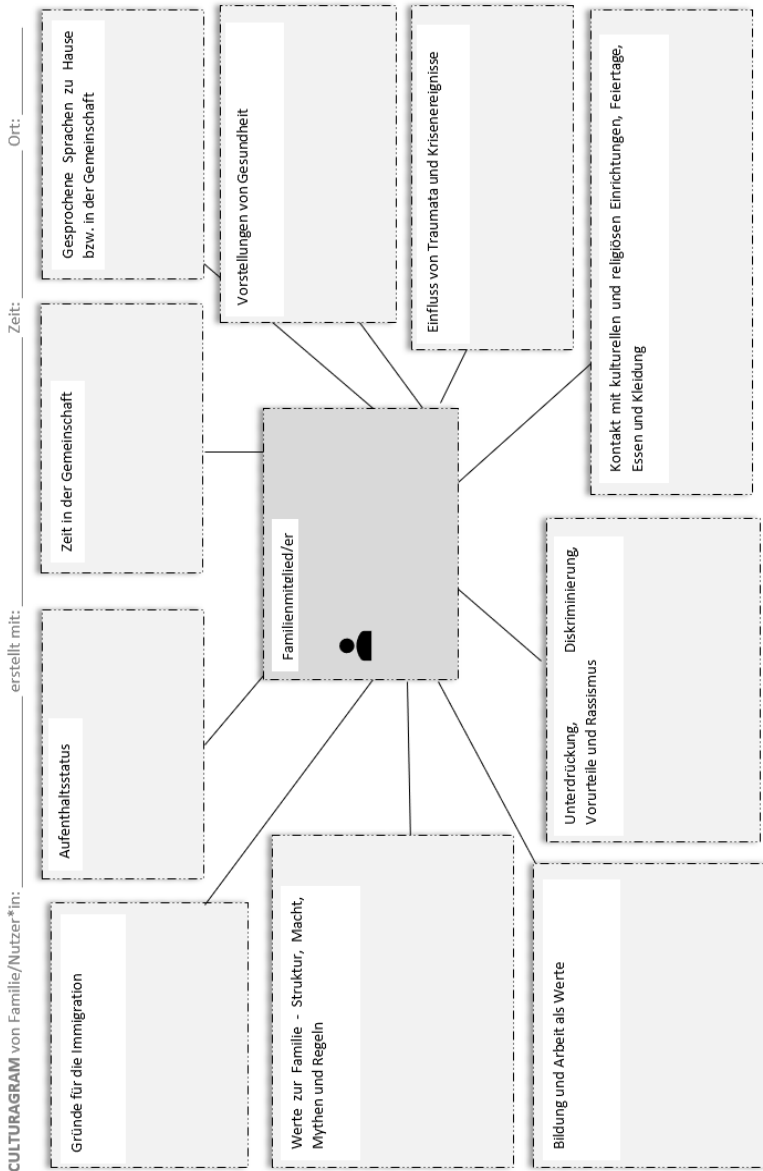 CULTURAGRAM von Familie/Nutzer*in: erstellt mit: Zeit: Ort:
Gründe für die Immigration
Aufenthaltsstatus
Zeit in der Gemeinschaft
Gesprochene Sprachen zu Hause
bzw. in der Gemeinschaft
Vorstellungen von Gesundheit
Familienmitglied/er
Werte zur Familie - Struktur, Macht,
Mythen und Regeln
Einfluss von Traumata und Krisenereignisse
Bildung und Arbeit als Werte
Unterdrückung, Diskriminierung,
Vorurteile und Rassismus
Kontakt mit kulturellen und religiösen Einrichtungen, Feiertage,
Essen und Kleidung